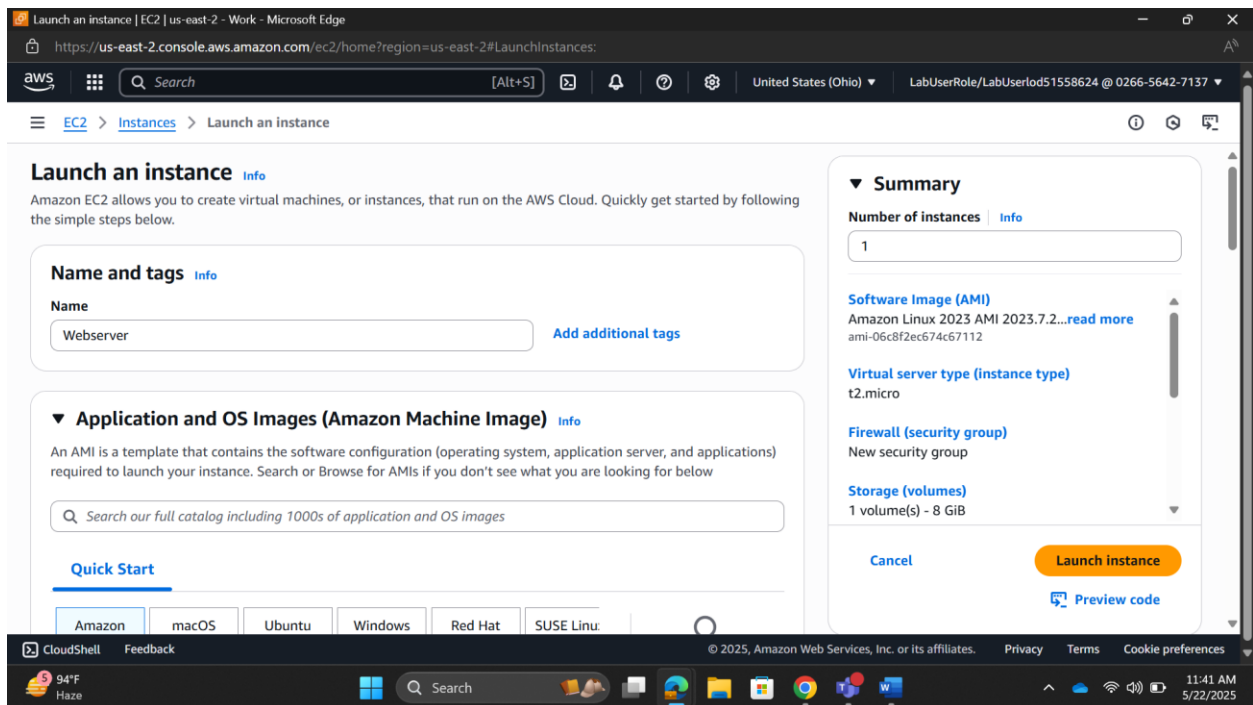 Launch an instance | EC2 | us-east-2 - Work - Microsoft Edge
https://us-east-2.console.aws.amazon.com/ec2/home?region=us-east-2#LaunchInstances:
aws Search [Alt+S] United States (Ohio) LabUserRole/LabUserlod51558624 @ 0266-5642-7137
EC2 > Instances > Launch an instance
Launch an instance Info
Amazon EC2 allows you to create virtual machines, or instances, that run on the AWS Cloud. Quickly get started by following
the simple steps below.
Name and tags Info
Name
Webserver
Add additional tags
Application and OS Images (Amazon Machine Image) Info
An AMI is a template that contains the software configuration (operating system, application server, and applications)
required to launch your instance. Search or Browse for AMIs if you don't see what you are looking for below
Search our full catalog including 1000s of application and OS images
Quick Start
Amazon macOS Ubuntu Windows Red Hat SUSE Linu
Summary
Number of instances Info
1
Software Image (AMI)
Amazon Linux 2023 AMI 2023.7.2...read more
ami-06c8f2ec674c67112
Virtual server type (instance type)
t2.micro
Firewall (security group)
New security group
Storage (volumes)
1 volume(s) - 8 GiB
Cancel Launch instance
Preview code
CloudShell Feedback © 2025, Amazon Web Services, Inc. or its affiliates. Privacy Terms Cookie preferences
5
94°F
Haze
Search
11:41 AM
5/22/2025